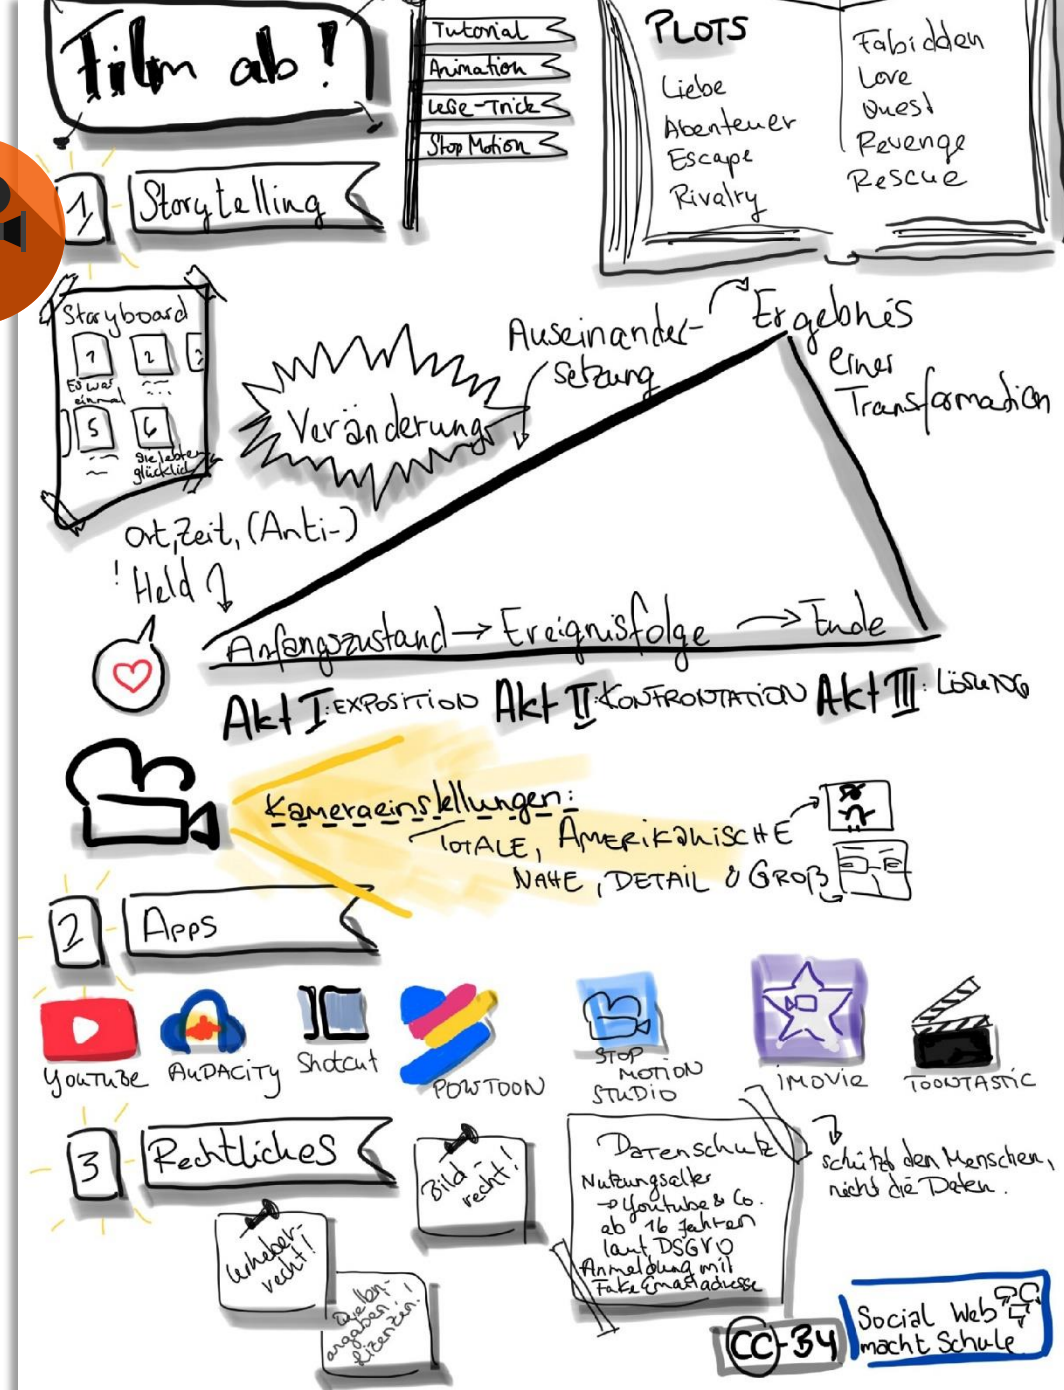 Film ab!
Tutorial
Animation
Lege-Trick
Stop Motion
PLOTS
Liebe
Abenteuer
Escape
Rivalry
Fabidden
Love
Quest
Revenge
Rescue
1
Storytelling
Storyboard
1
2
3
Es war
einmal
5
6
Sie lebten
glücklich
Veränderung
Auseinander-
setzung
Ergebnis
einer
Transformation
Ort, Zeit, (Anti-)
! Held
Anfangszustand → Ereignisfolge → Ende
Akt I: EXPOSITION Akt II: KONFRONTATION Akt III: LÖSUNG
Kameraeinstellungen:
TOTALE, AMERIKANISCHE
NAHE, DETAIL & GROß
2
Apps
YOUTUBE
AUDACITY
Shotcut
POWTOON
STOP
MOTION
STUDIO
iMOVIE
TOONTASTIC
3
Rechtliches
Urheber-
recht!
Quellen-
angaben!
Lizenzen!
Bild
recht!
Datenschutz
Nutzungsalter
→ Youtube & Co.
ab 16 Jahren
laut DSGVO
Anmeldung mit
Fake Emailadresse
schützt den Menschen,
nicht die Daten.
CC-BY
Social Web
macht Schule